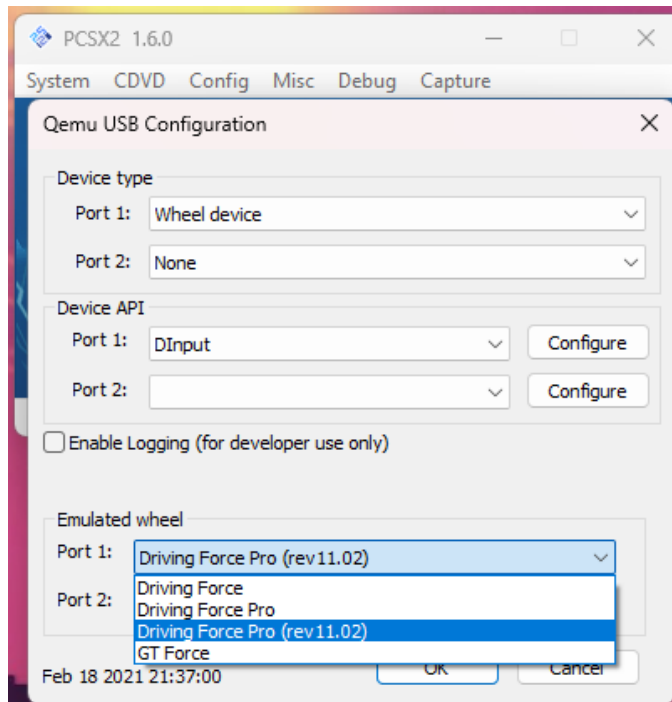 PCSX2 1.6.0
System CDVD Config Misc Debug Capture
Qemu USB Configuration
Device type
Port 1: Wheel device
Port 2: None
Device API
Port 1: DInput Configure
Port 2: Configure
Enable Logging (for developer use only)
Emulated wheel
Port 1: Driving Force Pro (rev11.02)
Port 2:
Driving Force
Driving Force Pro
Driving Force Pro (rev11.02)
GT Force
Feb 18 2021 21:37:00 OK Cancel